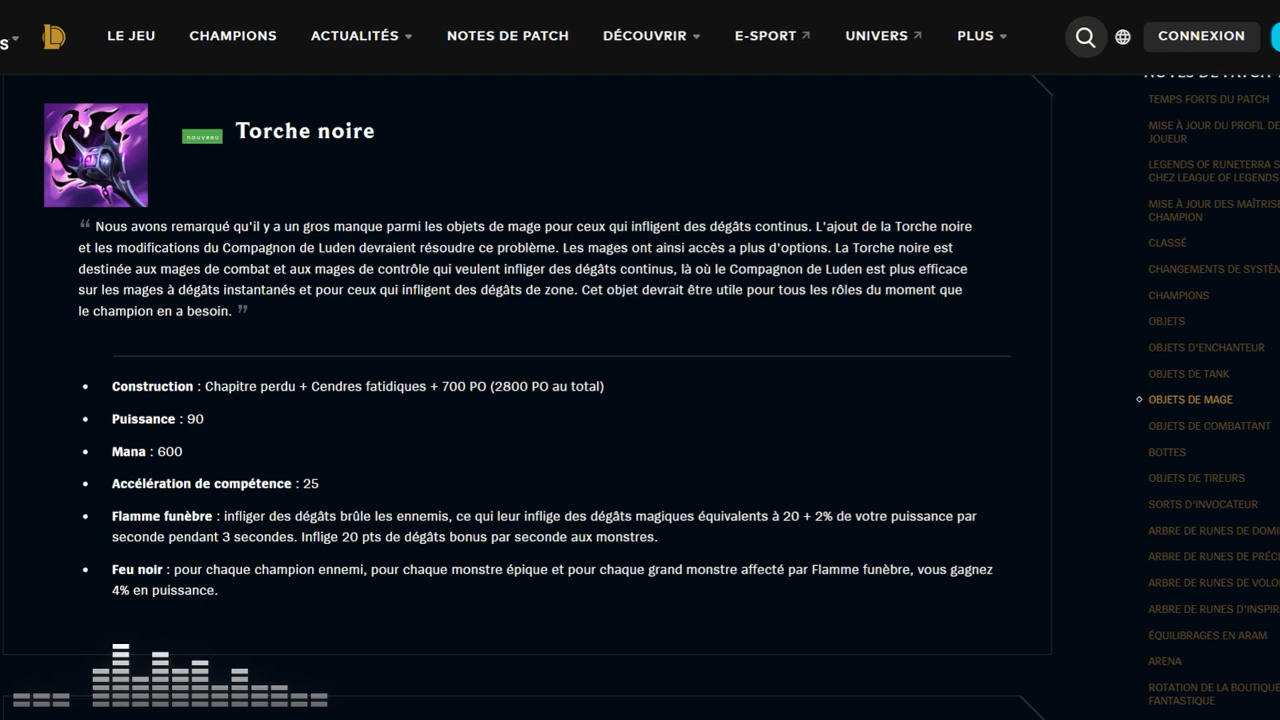 S
LE JEU CHAMPIONS ACTUALITÉS NOTES DE PATCH DÉCOUVRIR E-SPORT UNIVERS PLUS CONNEXION
nouveau Torche noire
“ Nous avons remarqué qu'il y a un gros manque parmi les objets de mage pour ceux qui infligent des dégâts continus. L'ajout de la Torche noire
et les modifications du Compagnon de Luden devraient résoudre ce problème. Les mages ont ainsi accès a plus d'options. La Torche noire est
destinée aux mages de combat et aux mages de contrôle qui veulent infliger des dégâts continus, là où le Compagnon de Luden est plus efficace
sur les mages à dégâts instantanés et pour ceux qui infligent des dégâts de zone. Cet objet devrait être utile pour tous les rôles du moment que
le champion en a besoin. ”
• Construction : Chapitre perdu + Cendres fatidiques + 700 PO (2800 PO au total)
• Puissance : 90
• Mana : 600
• Accélération de compétence : 25
• Flamme funèbre : infliger des dégâts brûle les ennemis, ce qui leur inflige des dégâts magiques équivalents à 20 + 2% de votre puissance par
seconde pendant 3 secondes. Inflige 20 pts de dégâts bonus par seconde aux monstres.
• Feu noir : pour chaque champion ennemi, pour chaque monstre épique et pour chaque grand monstre affecté par Flamme funèbre, vous gagnez
4% en puissance.
NOTES DE PATCH
TEMPS FORTS DU PATCH
MISE À JOUR DU PROFIL DE
JOUEUR
LEGENDS OF RUNETERRA S
CHEZ LEAGUE OF LEGENDS
MISE À JOUR DES MAÎTRISE
CHAMPION
CLASSÉ
CHANGEMENTS DE SYSTÈM
CHAMPIONS
OBJETS
OBJETS D'ENCHANTEUR
OBJETS DE TANK
OBJETS DE MAGE
OBJETS DE COMBATTANT
BOTTES
OBJETS DE TIREURS
SORTS D'INVOCATEUR
ARBRE DE RUNES DE DOMI
ARBRE DE RUNES DE PRÉC
ARBRE DE RUNES DE VOLO
ARBRE DE RUNES D'INSPIR
ÉQUILIBRAGES EN ARAM
ARENA
ROTATION DE LA BOUTIQUE
FANTASTIQUE